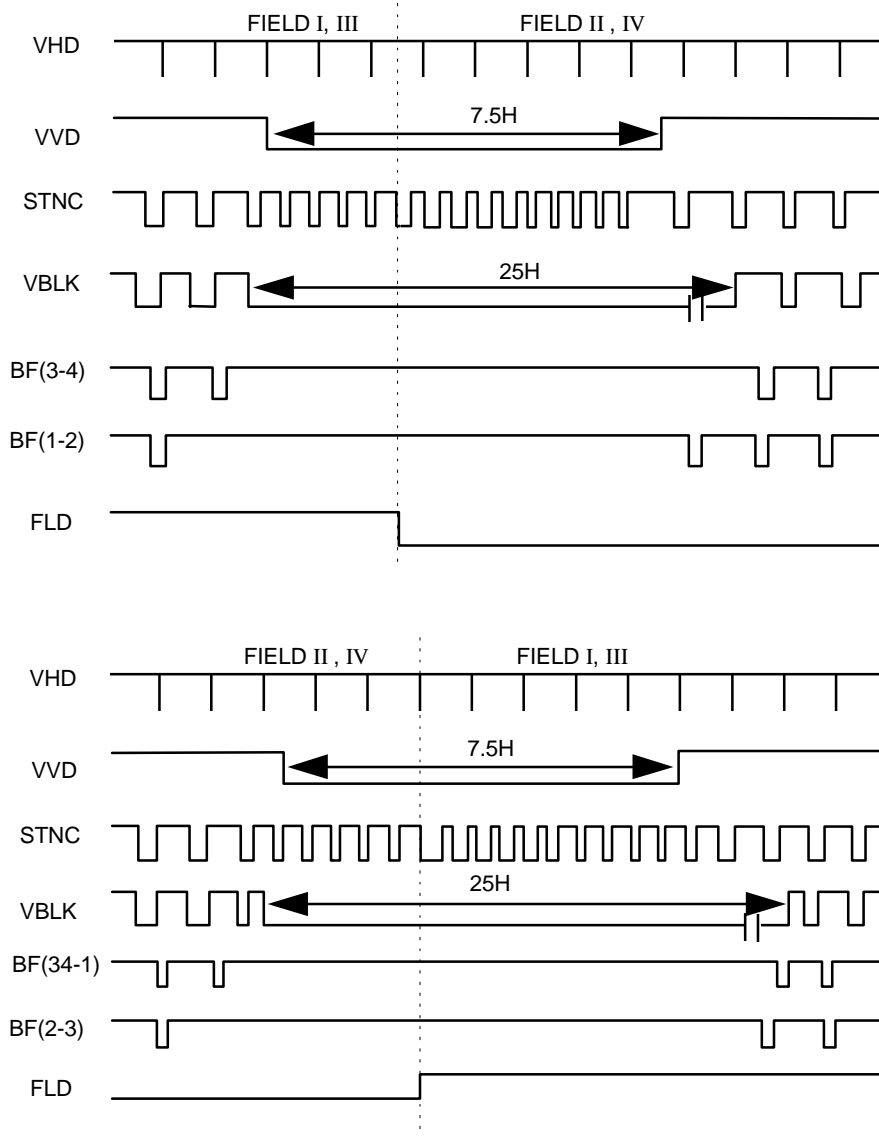 FIELD I, III FIELD II , IV
VHD
7.5H
VVD
STNC
25H
VBLK
BF(3-4)
BF(1-2)
FLD
FIELD II , IV FIELD I, III
VHD
7.5H
VVD
STNC
25H
VBLK
BF(34-1)
BF(2-3)
FLD